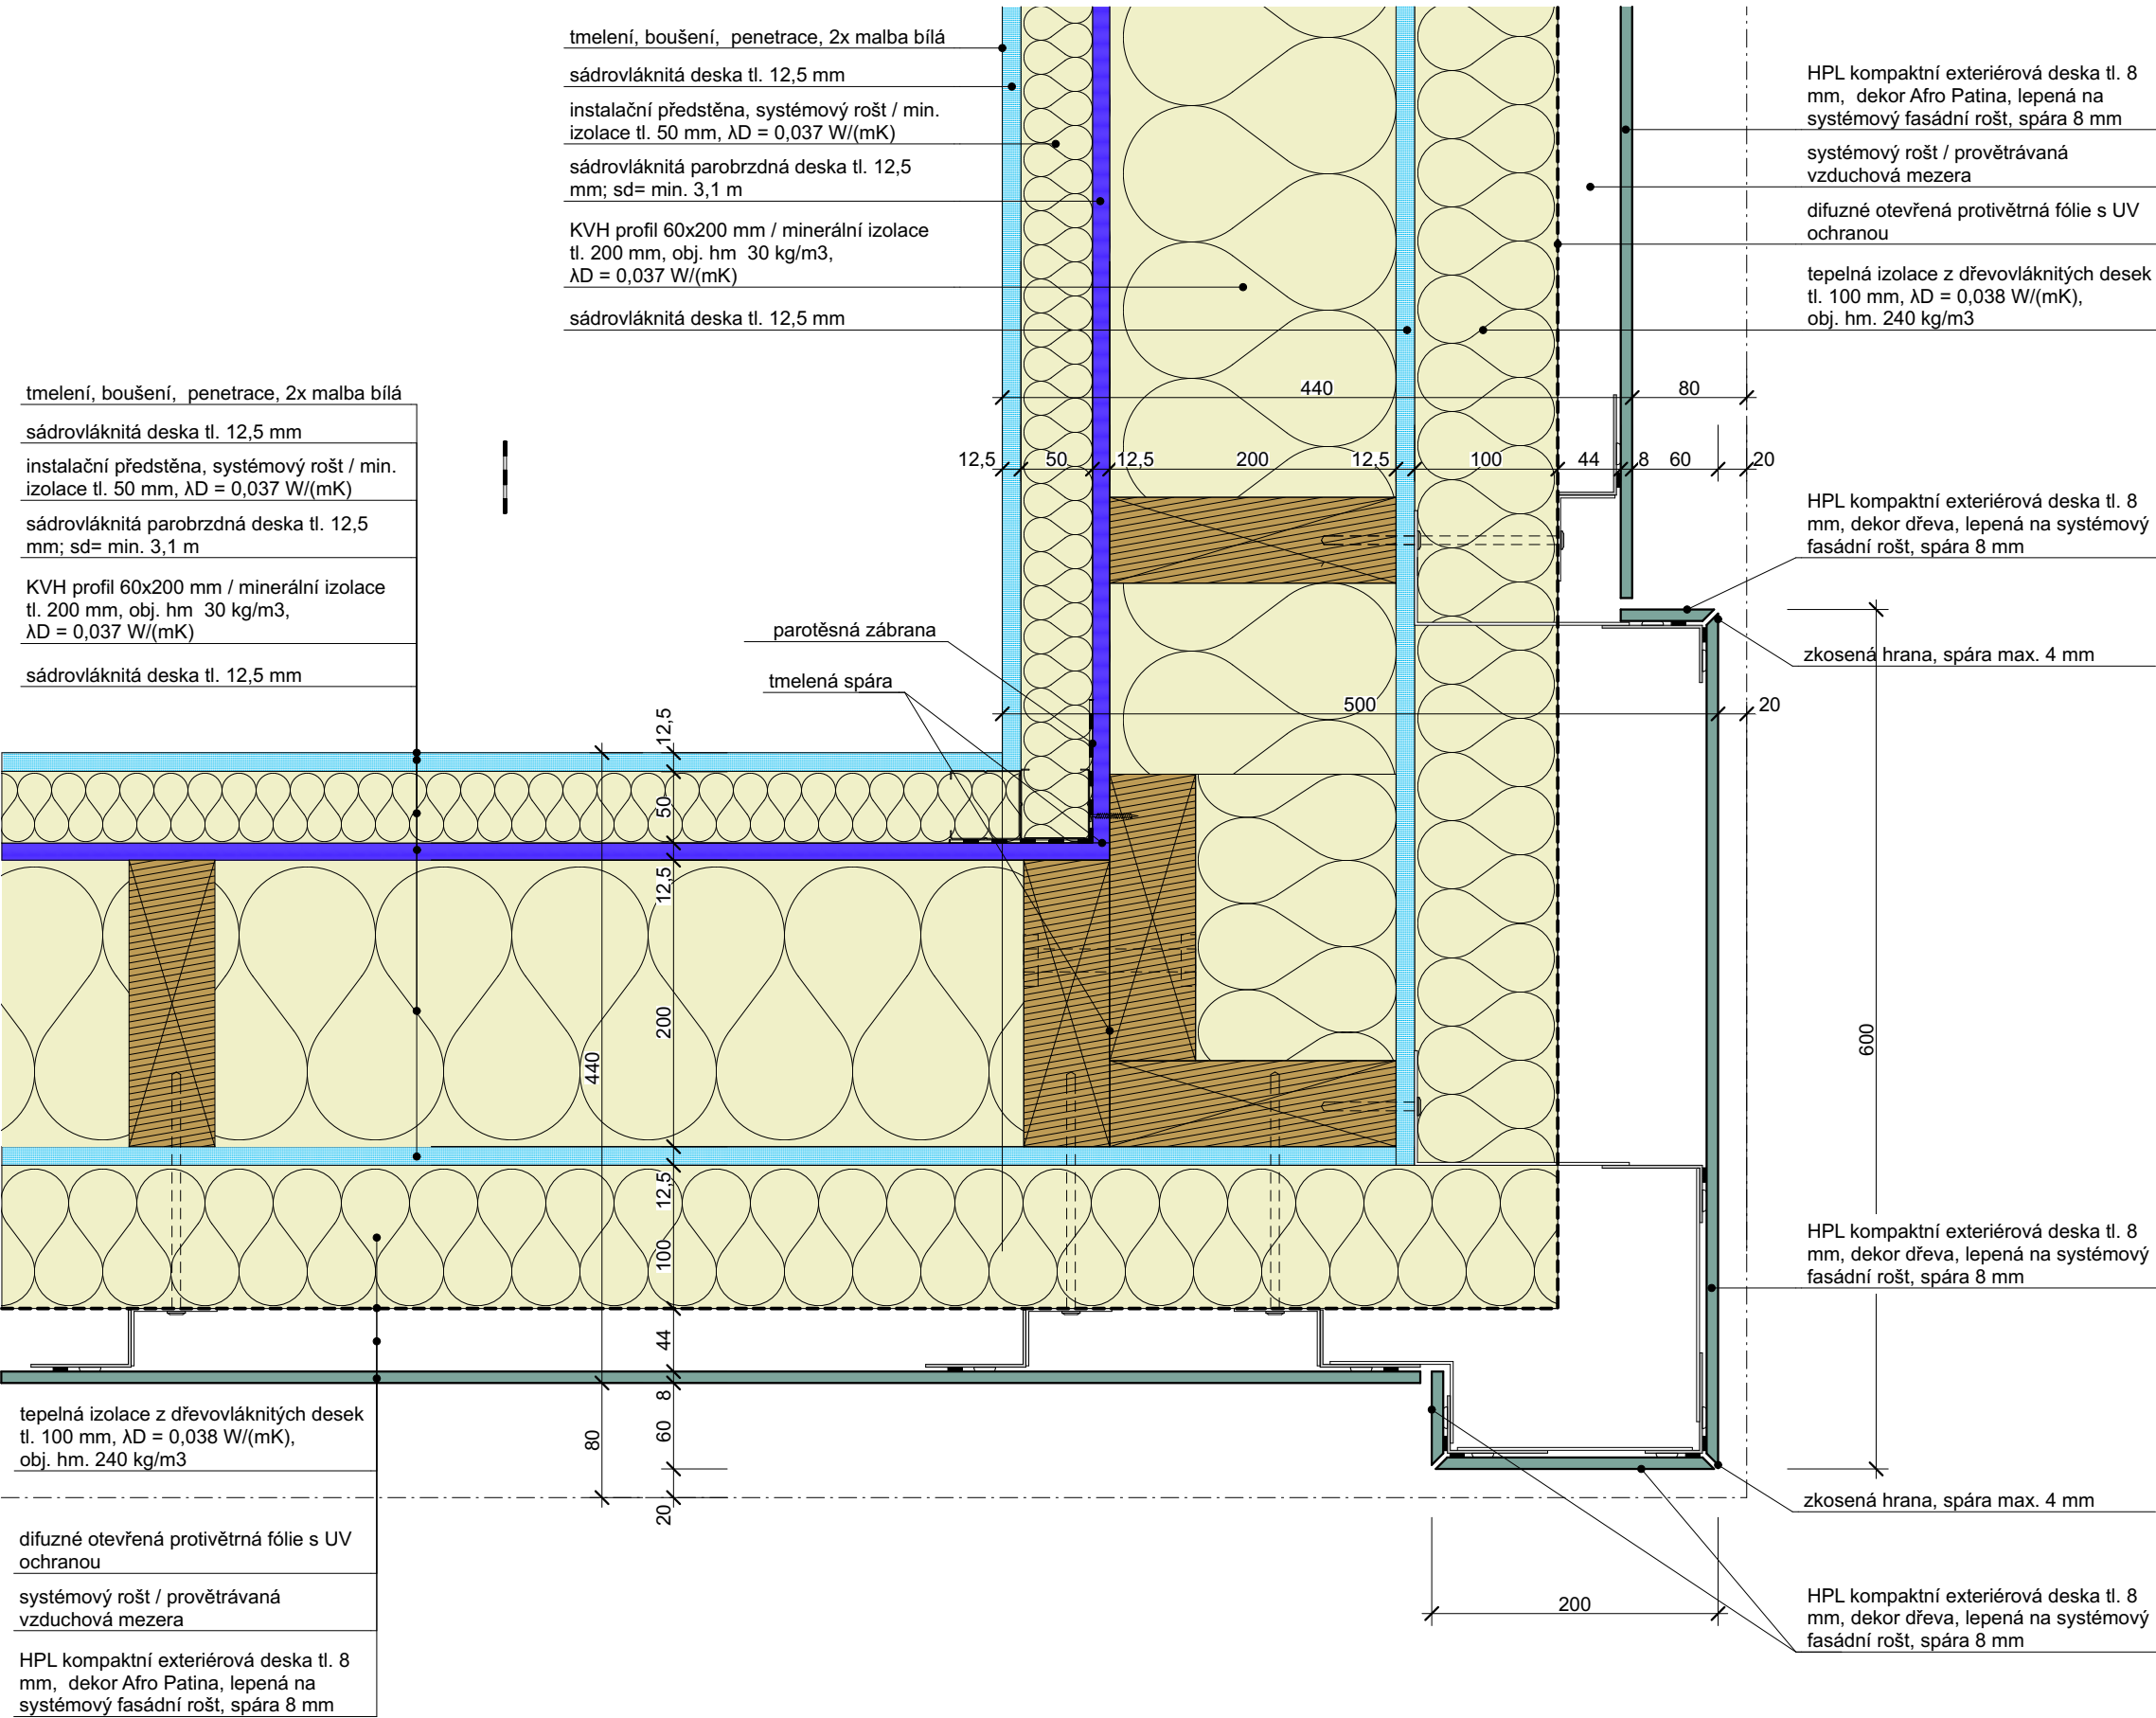 tmelení, boušení,  penetrace, 2x malba bílá
sádrovláknitá deska tl. 12,5 mm
instalační předstěna, systémový rošt / min.
izolace tl. 50 mm, λD = 0,037 W/(mK)
sádrovláknitá parobrzdná deska tl. 12,5
mm; sd= min. 3,1 m
KVH profil 60x200 mm / minerální izolace
tl. 200 mm, obj. hm  30 kg/m3,
λD = 0,037 W/(mK)
sádrovláknitá deska tl. 12,5 mm
HPL kompaktní exteriérová deska tl. 8
mm,  dekor Afro Patina, lepená na
systémový fasádní rošt, spára 8 mm
systémový rošt / provětrávaná
vzduchová mezera
difuzné otevřená protivětrná fólie s UV
ochranou
tepelná izolace z dřevovláknitých desek
tl. 100 mm, λD = 0,038 W/(mK),
obj. hm. 240 kg/m3
440
80
12,5
50
12,5
200
12,5
100
44
8
60
20
tmelení, boušení,  penetrace, 2x malba bílá
sádrovláknitá deska tl. 12,5 mm
instalační předstěna, systémový rošt / min.
izolace tl. 50 mm, λD = 0,037 W/(mK)
sádrovláknitá parobrzdná deska tl. 12,5
mm; sd= min. 3,1 m
KVH profil 60x200 mm / minerální izolace
tl. 200 mm, obj. hm  30 kg/m3,
λD = 0,037 W/(mK)
sádrovláknitá deska tl. 12,5 mm
HPL kompaktní exteriérová deska tl. 8
mm, dekor dřeva, lepená na systémový
fasádní rošt, spára 8 mm
zkosená hrana, spára max. 4 mm
parotěsná zábrana
tmelená spára
500
20
12,5
50
12,5
200
440
12,5
100
44
8
60
80
20
600
HPL kompaktní exteriérová deska tl. 8
mm, dekor dřeva, lepená na systémový
fasádní rošt, spára 8 mm
zkosená hrana, spára max. 4 mm
200
HPL kompaktní exteriérová deska tl. 8
mm, dekor dřeva, lepená na systémový
fasádní rošt, spára 8 mm
tepelná izolace z dřevovláknitých desek
tl. 100 mm, λD = 0,038 W/(mK),
obj. hm. 240 kg/m3
difuzné otevřená protivětrná fólie s UV
ochranou
systémový rošt / provětrávaná
vzduchová mezera
HPL kompaktní exteriérová deska tl. 8
mm,  dekor Afro Patina, lepená na
systémový fasádní rošt, spára 8 mm